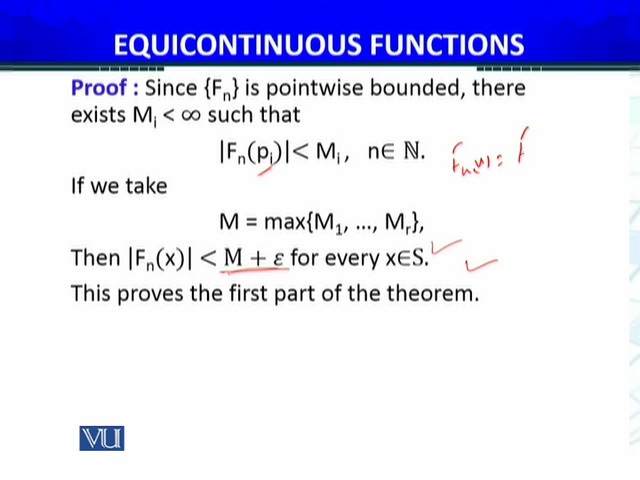 EQUICONTINUOUS FUNCTIONS
Proof : Since {Fₙ} is pointwise bounded, there
exists Mᵢ < ∞ such that
|Fₙ(pᵢ)|< Mᵢ, n∈ ℕ.
If we take
M = max{M₁, ..., Mᵣ},
Then |Fₙ(x)| < M + ε for every x∈S.
This proves the first part of the theorem.
VU